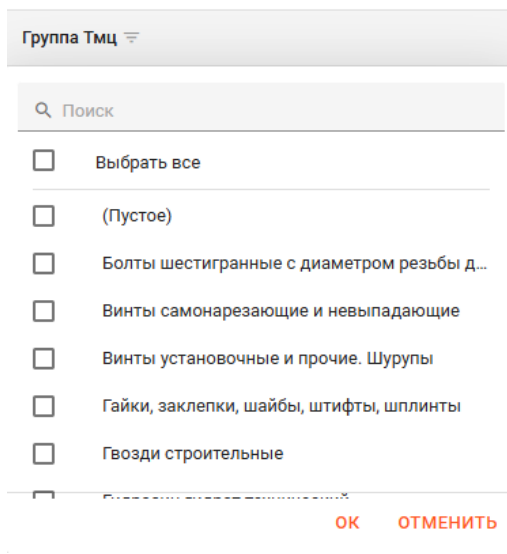 Группа Тмц
Поиск
Выбрать все
(Пустое)
Болты шестигранные с диаметром резьбы д...
Винты самонарезающие и невыпадающие
Винты установочные и прочие. Шурупы
Гайки, заклепки, шайбы, штифты, шплинты
Гвозди строительные
ОК ОТМЕНИТЬ